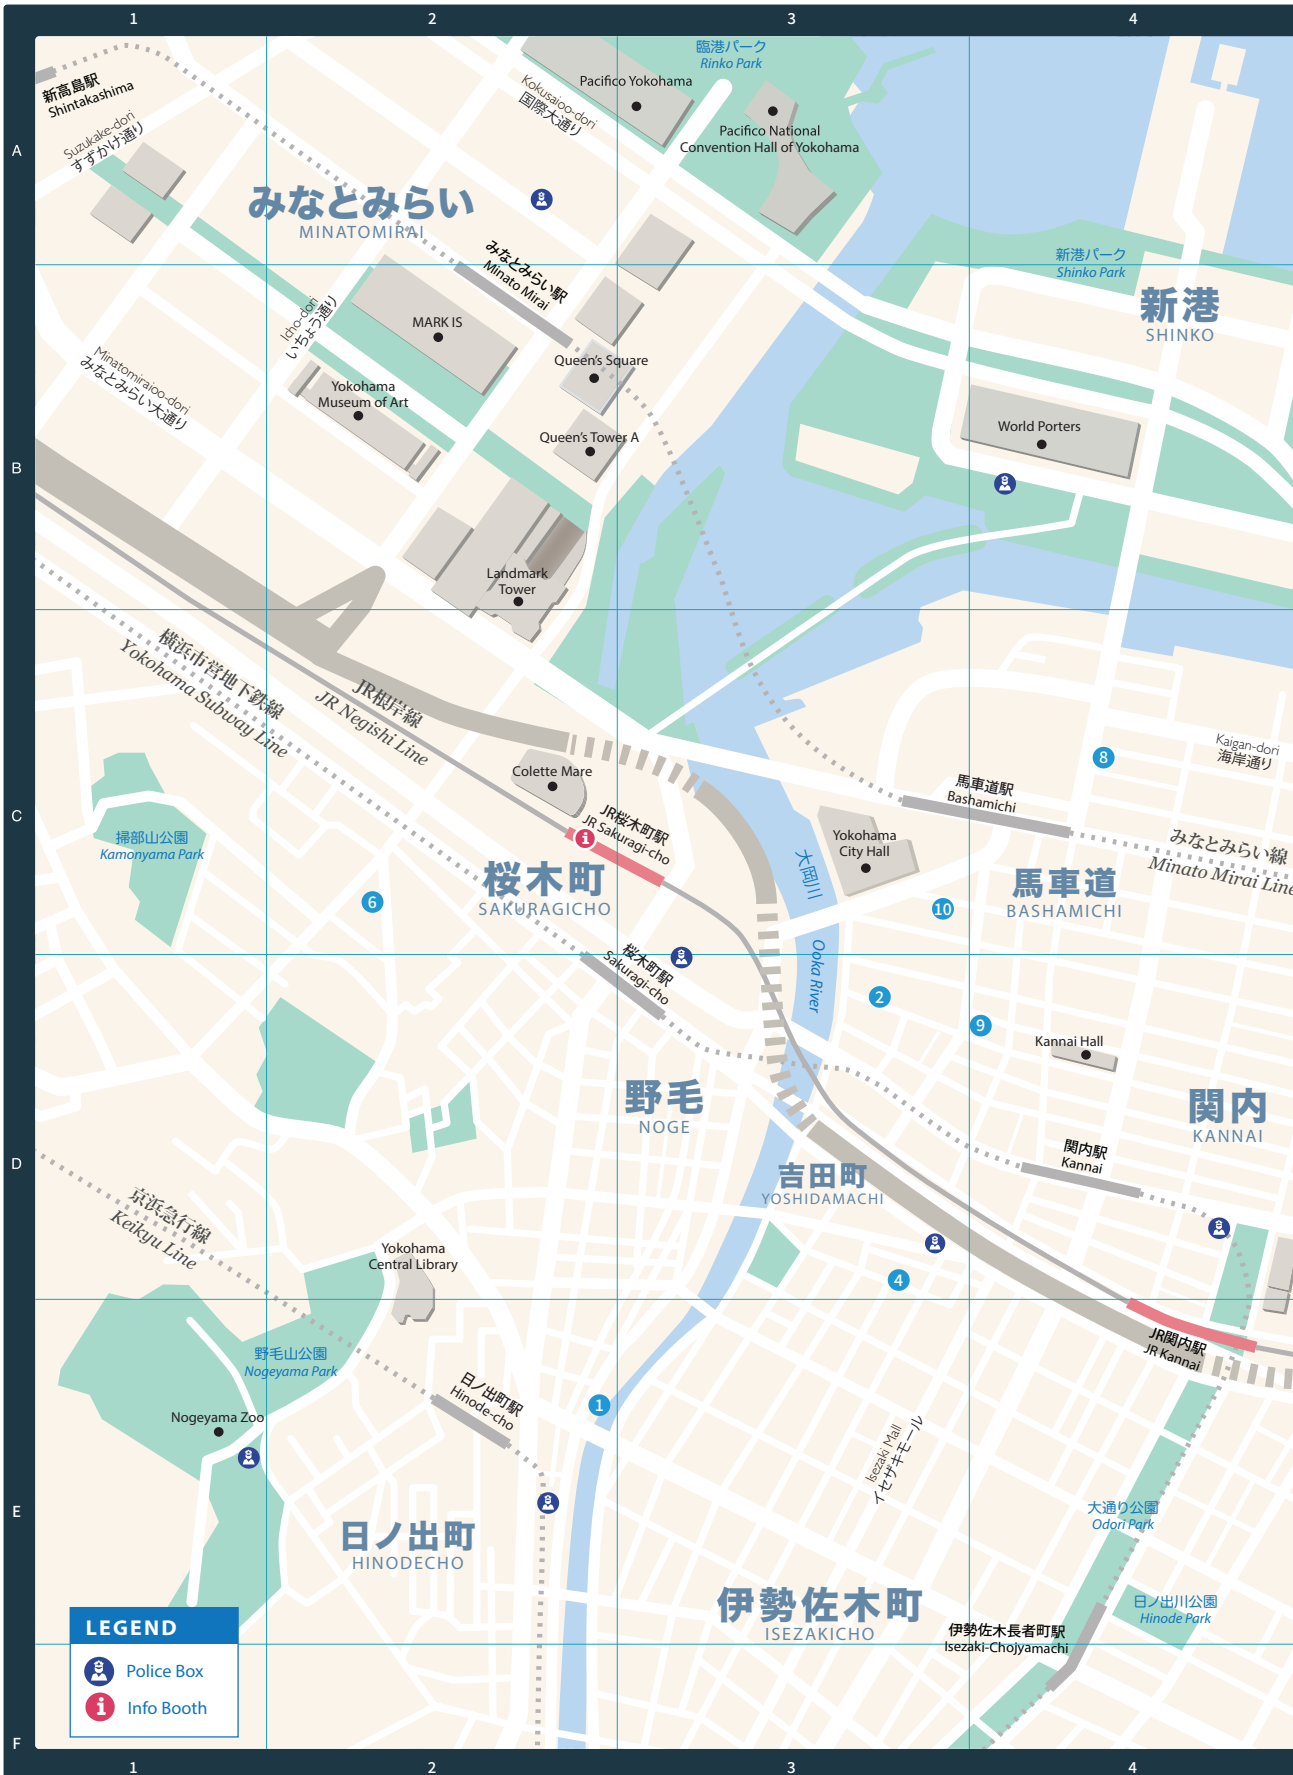 1
2
3
4
A
B
C
D
E
F
新高島駅
Shintakashima
Suzukake-dori
すずかけ通り
みなとみらい
MINATOMIRAI
Kokusaioo-dori
国際大通り
Pacifico Yokohama
臨港パーク
Rinko Park
Pacifico National
Convention Hall of Yokohama
みなとみらい駅
Minato Mirai
新港パーク
Shinko Park
新港
SHINKO
Icho-dori
いちょう通り
MARK IS
Minatomiraioo-dori
みなとみらい大通り
Yokohama
Museum of Art
Queen's Square
Queen's Tower A
World Porters
Landmark
Tower
横浜市営地下鉄線
Yokohama Subway Line
JR根岸線
JR Negishi Line
Colette Mare
JR桜木町駅
JR Sakuragi-cho
掃部山公園
Kamonyama Park
桜木町
SAKURAGICHO
6
Yokohama
City Hall
大岡川
Ooka River
馬車道駅
Bashamichi
8
Kaigan-dori
海岸通り
みなとみらい線
Minato Mirai Line
馬車道
BASHAMICHI
10
桜木町駅
Sakuragi-cho
2
9
Kannai Hall
野毛
NOGE
関内
KANNAI
関内駅
Kannai
吉田町
YOSHIDAMACHI
京浜急行線
Keikyu Line
Yokohama
Central Library
4
JR関内駅
JR Kannai
野毛山公園
Nogeyama Park
Nogeyama Zoo
日ノ出町駅
Hinode-cho
1
Isezaki Mall
イセザキモール
大通り公園
Odori Park
日ノ出町
HINODECHO
伊勢佐木町
ISEZAKICHO
日ノ出川公園
Hinode Park
伊勢佐木長者町駅
Isezaki-Chojyamachi
LEGEND
Police Box
i Info Booth
1
2
3
4